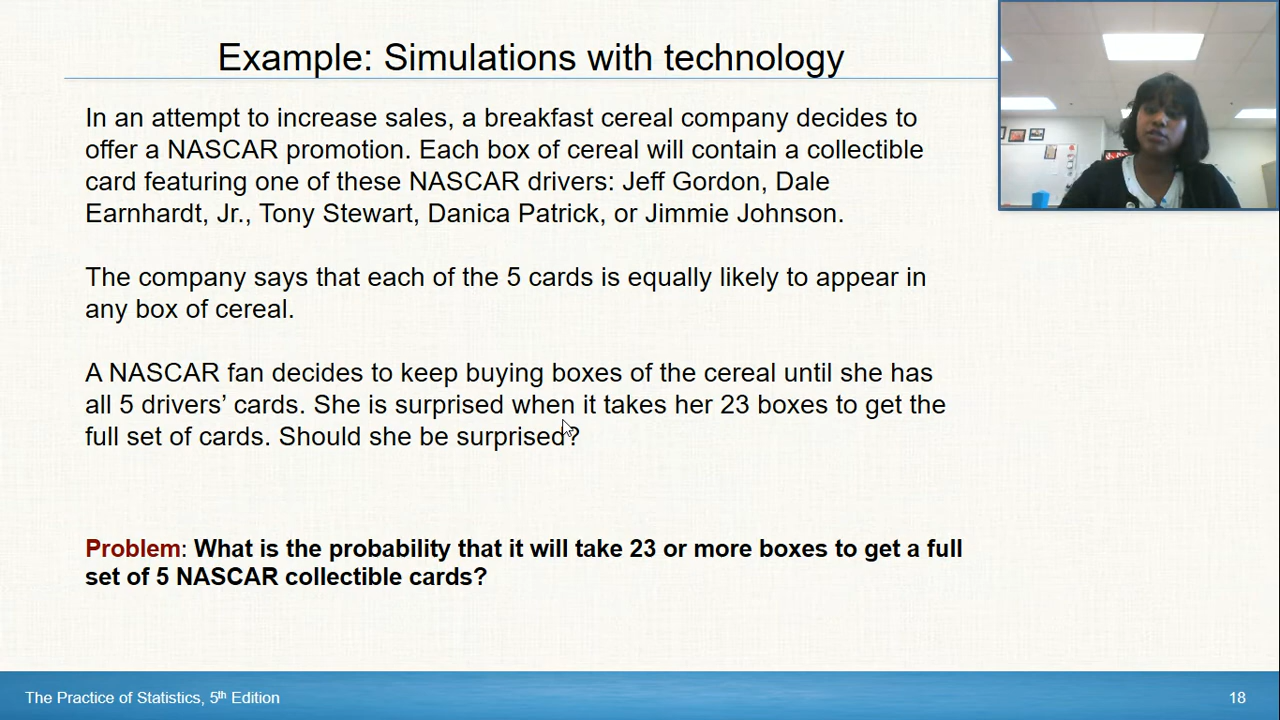 Example: Simulations with technology
In an attempt to increase sales, a breakfast cereal company decides to
offer a NASCAR promotion. Each box of cereal will contain a collectible
card featuring one of these NASCAR drivers: Jeff Gordon, Dale
Earnhardt, Jr., Tony Stewart, Danica Patrick, or Jimmie Johnson.
The company says that each of the 5 cards is equally likely to appear in
any box of cereal.
A NASCAR fan decides to keep buying boxes of the cereal until she has
all 5 drivers’ cards. She is surprised when it takes her 23 boxes to get the
full set of cards. Should she be surprised?
Problem: What is the probability that it will take 23 or more boxes to get a full
set of 5 NASCAR collectible cards?
The Practice of Statistics, 5th Edition
18